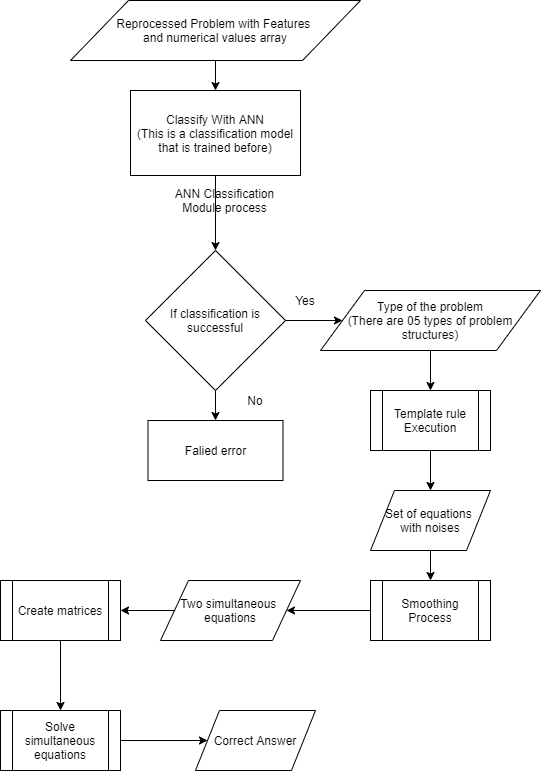 Reprocessed Problem with Features
and numerical values array
Classify With ANN
(This is a classification model
that is trained before)
ANN Classification
Module process
If classification is
successful
Yes
Type of the problem
(There are 05 types of problem
structures)
No
Falied error
Template rule
Execution
Set of equations
with noises
Smoothing
Process
Two simultaneous
equations
Create matrices
Solve
simultaneous
equations
Correct Answer